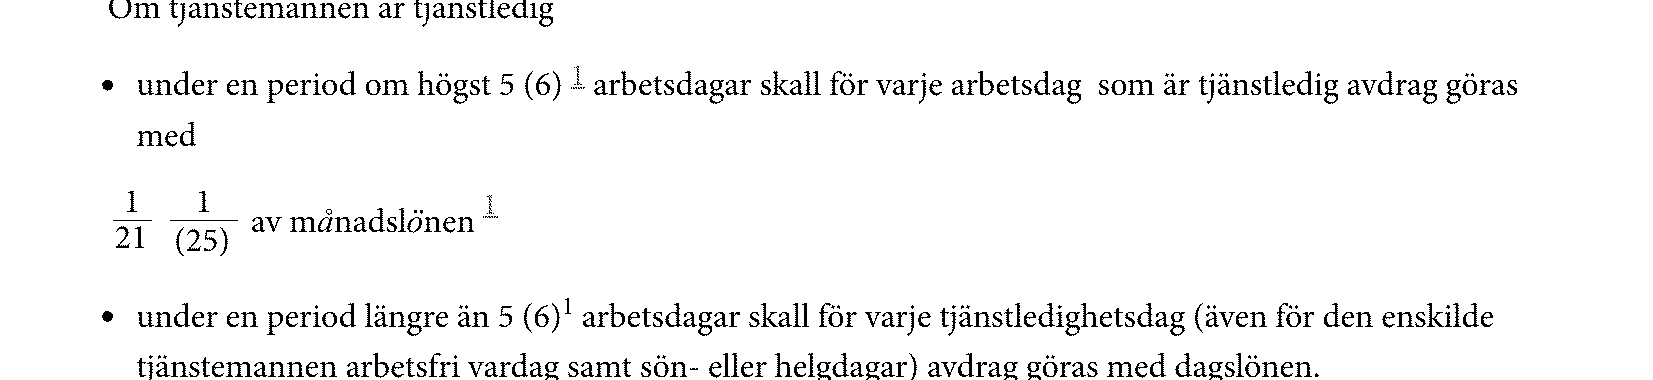 Om tjänstemannen är tjänstledig
• under en period om högst 5 (6) 1 arbetsdagar skall för varje arbetsdag som är tjänstledig avdrag göras
med
1/21 1/(25) av månadslönen 1
• under en period längre än 5 (6)1 arbetsdagar skall för varje tjänstledighetsdag (även för den enskilde
tjänstemannen arbetsfri vardag samt sön- eller helgdagar) avdrag göras med dagslönen.